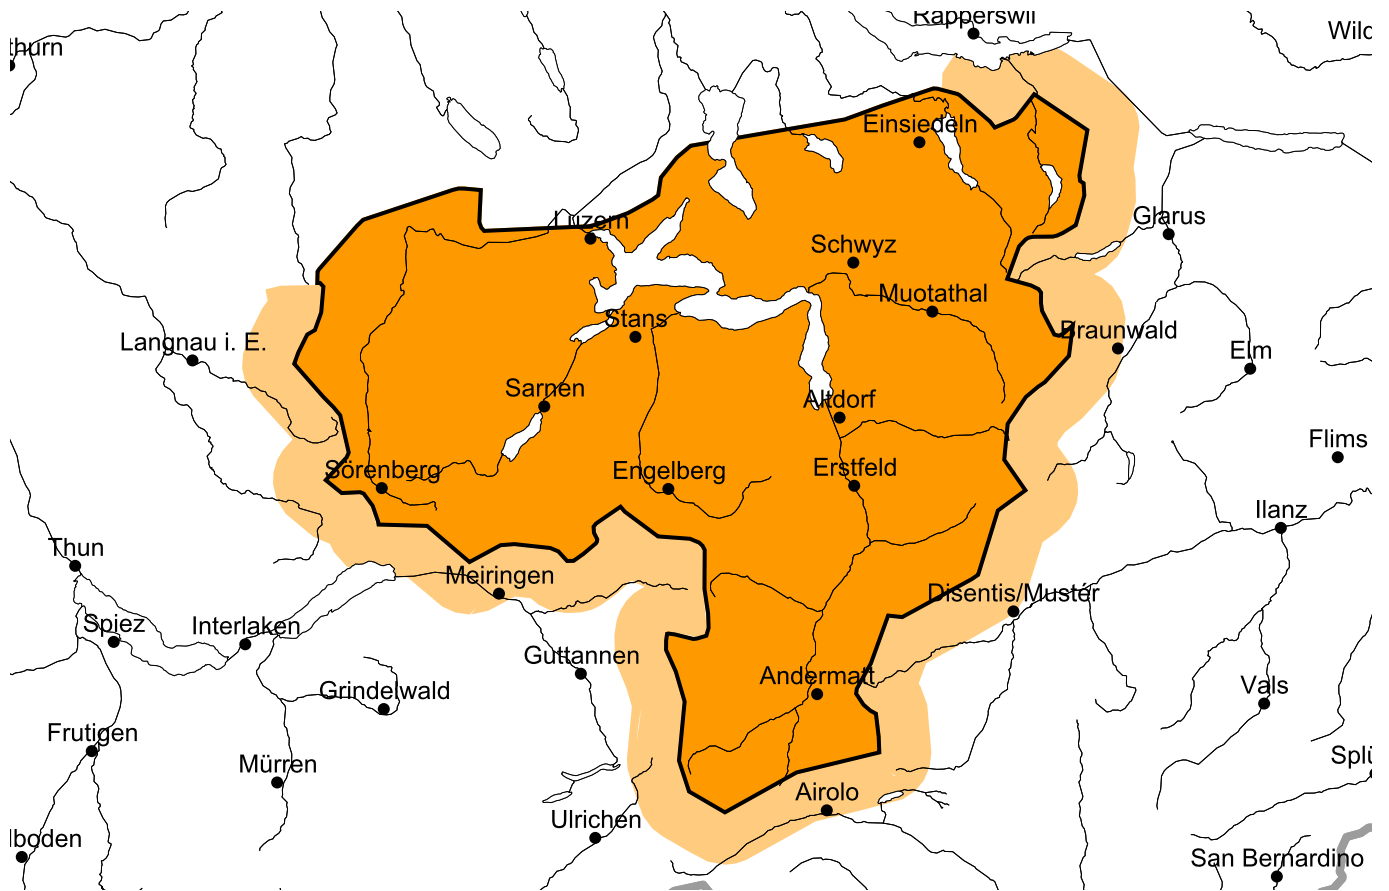 Rapperswil
Wild
thurn
Einsiedeln
Glarus
Luzern
Schwyz
Muotathal
Stans
Braunwald
Langnau i. E.
Elm
Sarnen
Altdorf
Flims
Sörenberg
Engelberg
Erstfeld
Ilanz
Thun
Meiringen
Disentis/Mustér
Spiez
Interlaken
Guttannen
Andermatt
Vals
Grindelwald
Frutigen
Mürren
Splü
Airolo
Ulrichen
lboden
San Bernardino